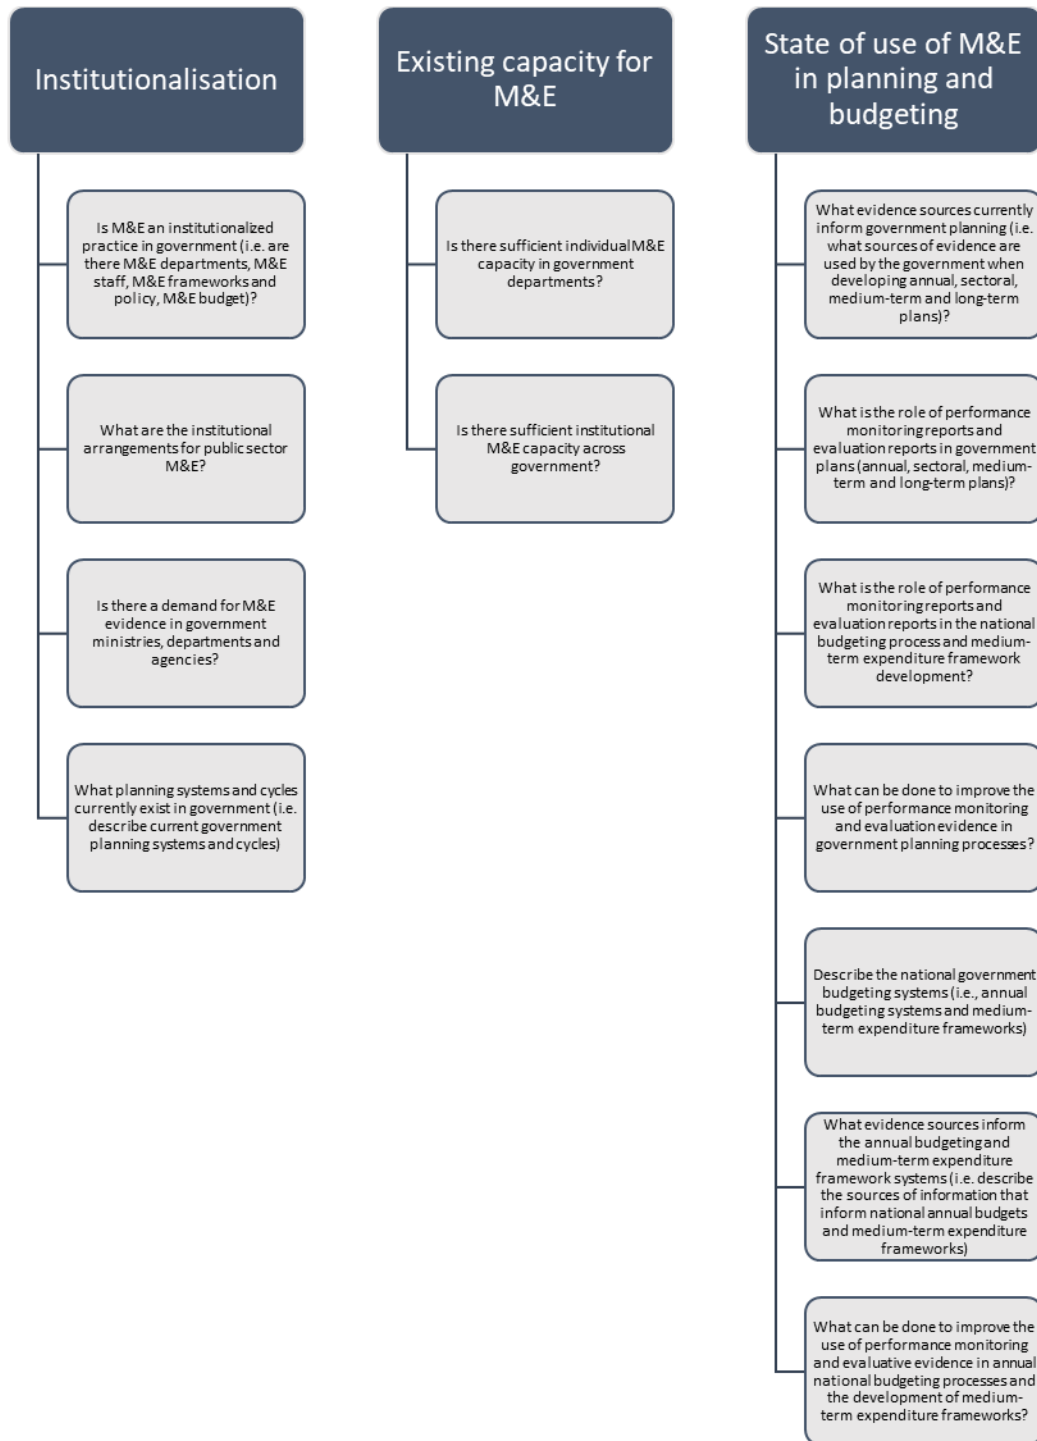 Institutionalisation
Is M&E an institutionalized
practice in government (i.e. are
there M&E departments, M&E
staff, M&E frameworks and
policy, M&E budget)?
What are the institutional
arrangements for public sector
M&E?
Is there a demand for M&E
evidence in government
ministries, departments and
agencies?
What planning systems and cycles
currently exist in government (i.e.
describe current government
planning systems and cycles)
Existing capacity for
M&E
Is there sufficient individual M&E
capacity in government
departments?
Is there sufficient institutional
M&E capacity across
government?
State of use of M&E
in planning and
budgeting
What evidence sources currently
inform government planning (i.e.
what sources of evidence are
used by the government when
developing annual, sectoral,
medium-term and long-term
plans)?
What is the role of performance
monitoring reports and
evaluation reports in government
plans (annual, sectoral, medium-
term and long-term plans)?
What is the role of performance
monitoring reports and
evaluation reports in the national
budgeting process and medium-
term expenditure framework
development?
What can be done to improve the
use of performance monitoring
and evaluation evidence in
government planning processes?
Describe the national government
budgeting systems (i.e., annual
budgeting systems and medium-
term expenditure frameworks)
What evidence sources inform
the annual budgeting and
medium-term expenditure
framework systems (i.e. describe
the sources of information that
inform national annual budgets
and medium-term expenditure
frameworks)
What can be done to improve the
use of performance monitoring
and evaluative evidence in annual
national budgeting processes and
the development of medium-
term expenditure frameworks?